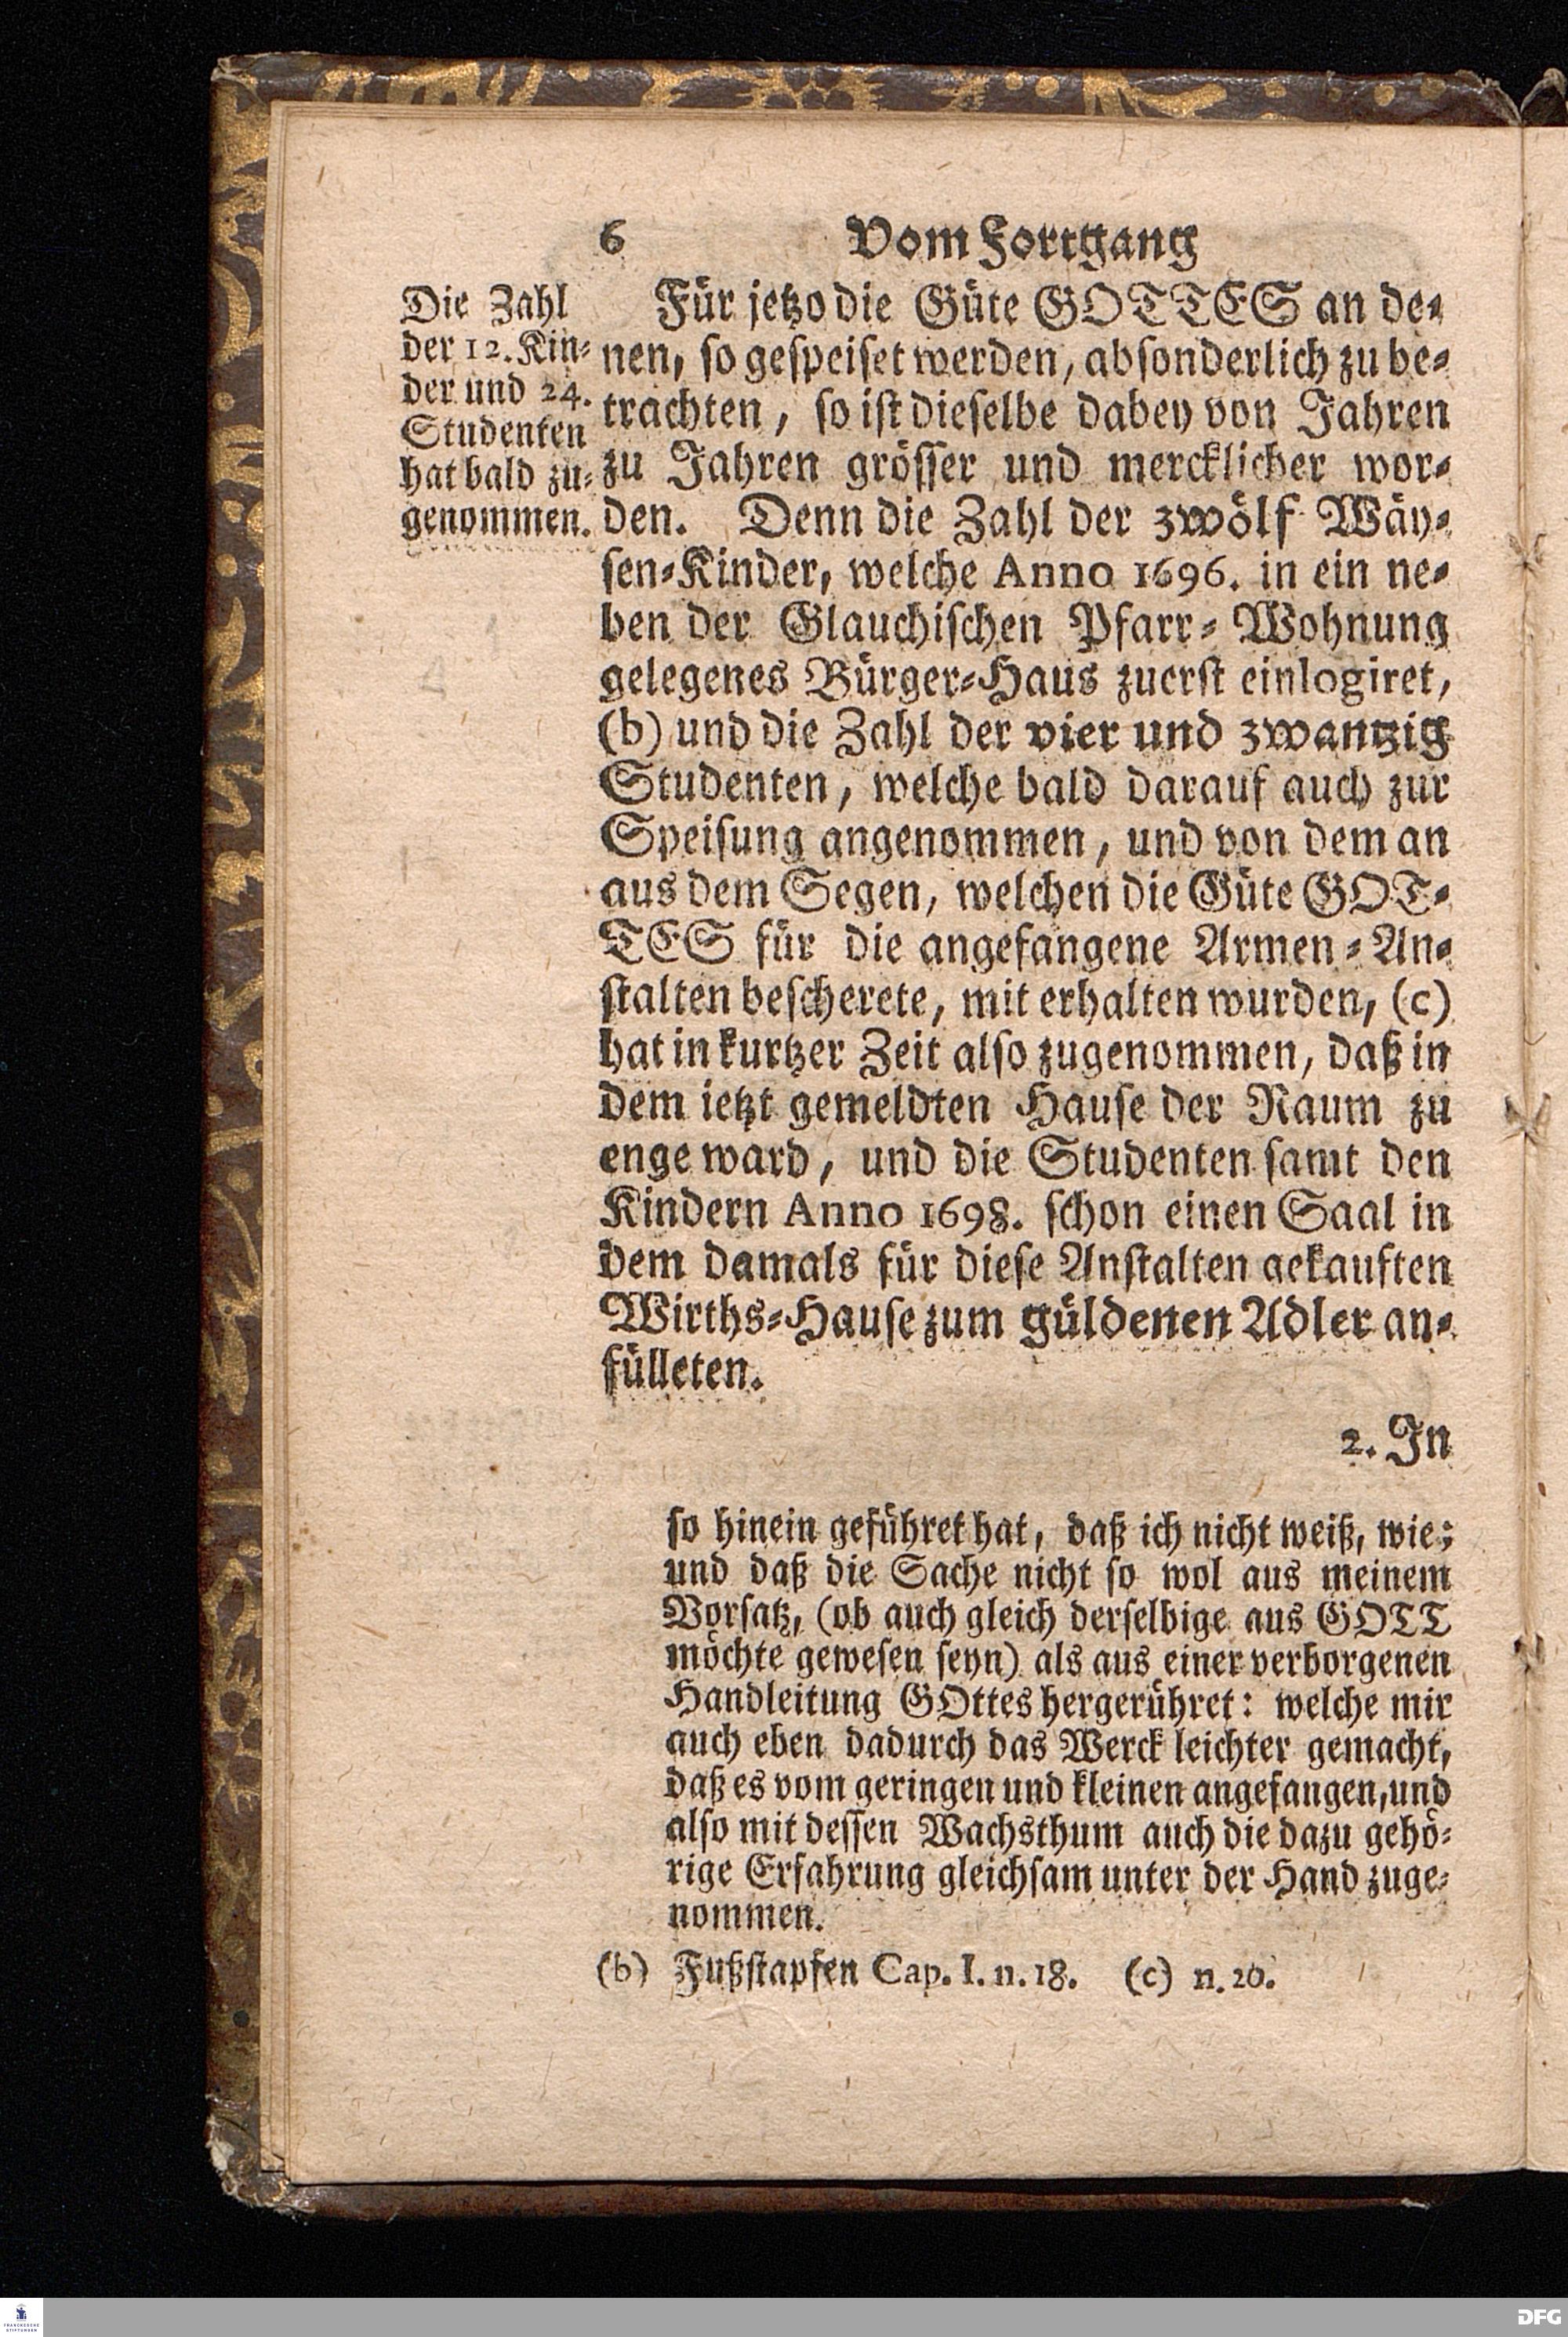 6 Vom Fortgang
Die Zahl
der 12. Kin-
der und 24.
Studenten
hat bald zu-
genommen.
Für jetzo die Güte GOTTES an de-
nen, so gespeiset werden, absonderlich zu be-
trachten, so ist dieselbe dabey von Jahren
zu Jahren grösser und mercklicher wor-
den. Denn die Zahl der zwölf Wäy-
sen-Kinder, welche Anno 1696. in ein ne-
ben der Glauchischen Pfarr-Wohnung
gelegenes Bürger-Haus zuerst einlogiret,
(b) und die Zahl der vier und zwantzig
Studenten, welche bald darauf auch zur
Speisung angenommen, und von dem an
aus dem Segen, welchen die Güte GOT-
TES für die angefangene Armen-An-
stalten bescherete, mit erhalten wurden, (c)
hat in kurtzer Zeit also zugenommen, daß in
dem ietzt gemeldten Hause der Raum zu
enge ward, und die Studenten samt den
Kindern Anno 1698. schon einen Saal in
dem damals für diese Anstalten gekauften
Wirths-Hause zum güldenen Adler an-
fülleten.
2. In
so hinein geführet hat, daß ich nicht weiß, wie;
und daß die Sache nicht so wol aus meinem
Vorsatz, (ob auch gleich derselbige aus GOTT
möchte gewesen seyn) als aus einer verborgenen
Handleitung GOttes hergerühret: welche mir
auch eben dadurch das Werck leichter gemacht,
daß es vom geringen und kleinen angefangen, und
also mit dessen Wachsthum auch die dazu gehö-
rige Erfahrung gleichsam unter der Hand zuge-
nommen.
(b) Fußstapfen Cap. I. n. 18. (c) n. 20.
FRANCKESCHE
STIFTUNGEN
DFG